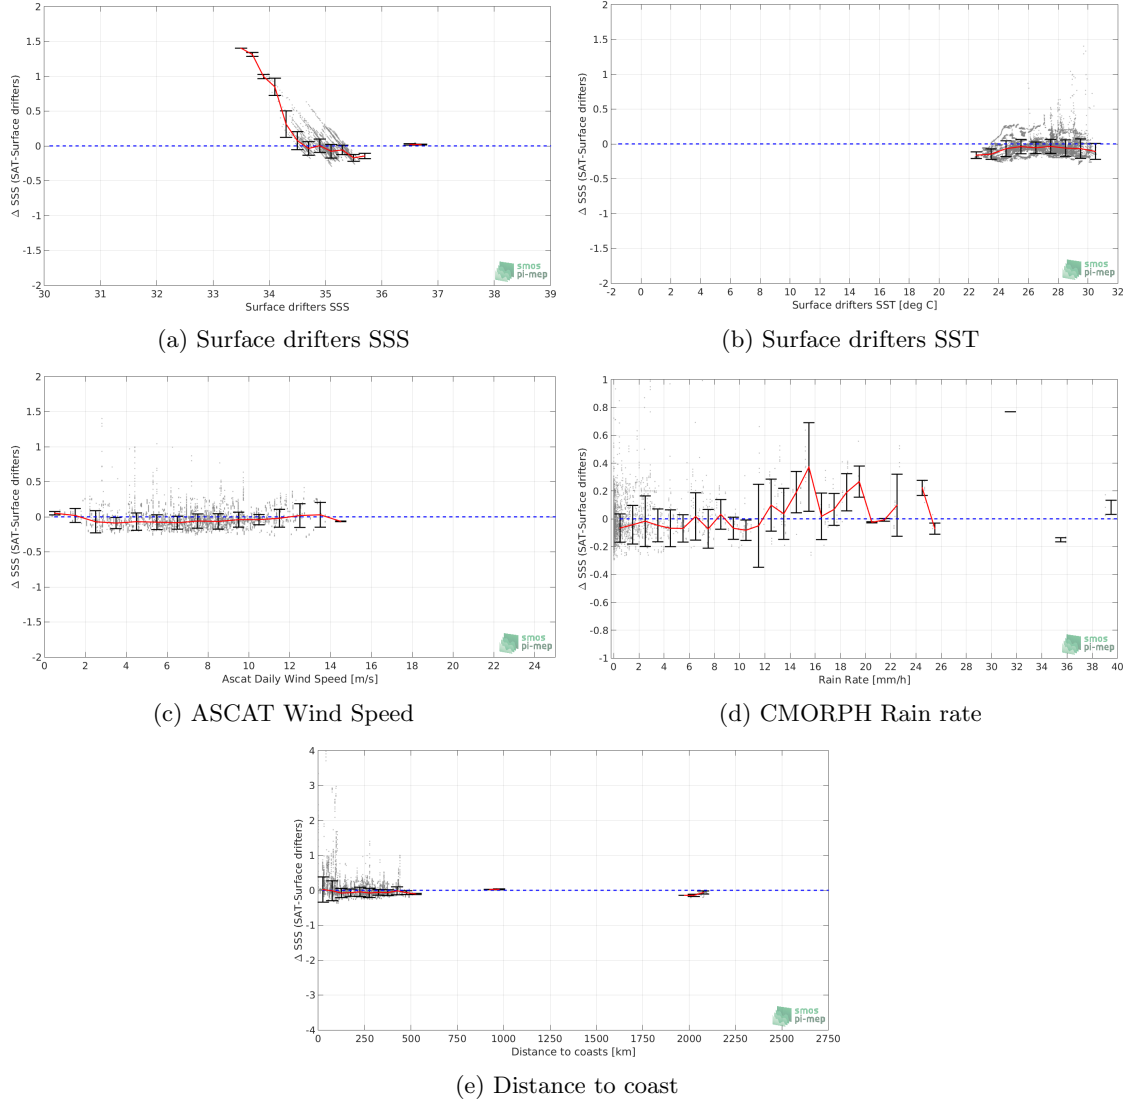 2
1.5
1
0.5
0
-0.5
-1
-1.5
-2
Δ SSS (SAT-Surface drifters)
30 31 32 33 34 35 36 37 38 39
Surface drifters SSS
smos
pi-mep
(a) Surface drifters SSS
2
1.5
1
0.5
0
-0.5
-1
-1.5
-2
Δ SSS (SAT-Surface drifters)
-2 0 2 4 6 8 10 12 14 16 18 20 22 24 26 28 30 32
Surface drifters SST [deg C]
smos
pi-mep
(b) Surface drifters SST
2
1.5
1
0.5
0
-0.5
-1
-1.5
-2
Δ SSS (SAT-Surface drifters)
0 2 4 6 8 10 12 14 16 18 20 22 24
Ascat Daily Wind Speed [m/s]
smos
pi-mep
(c) ASCAT Wind Speed
1
0.8
0.6
0.4
0.2
0
-0.2
-0.4
-0.6
-0.8
-1
Δ SSS (SAT-Surface drifters)
0 2 4 6 8 10 12 14 16 18 20 22 24 26 28 30 32 34 36 38 40
Rain Rate [mm/h]
smos
pi-mep
(d) CMORPH Rain rate
4
3
2
1
0
-1
-2
-3
-4
Δ SSS (SAT-Surface drifters)
0 250 500 750 1000 1250 1500 1750 2000 2250 2500 2750
Distance to coasts [km]
smos
pi-mep
(e) Distance to coast